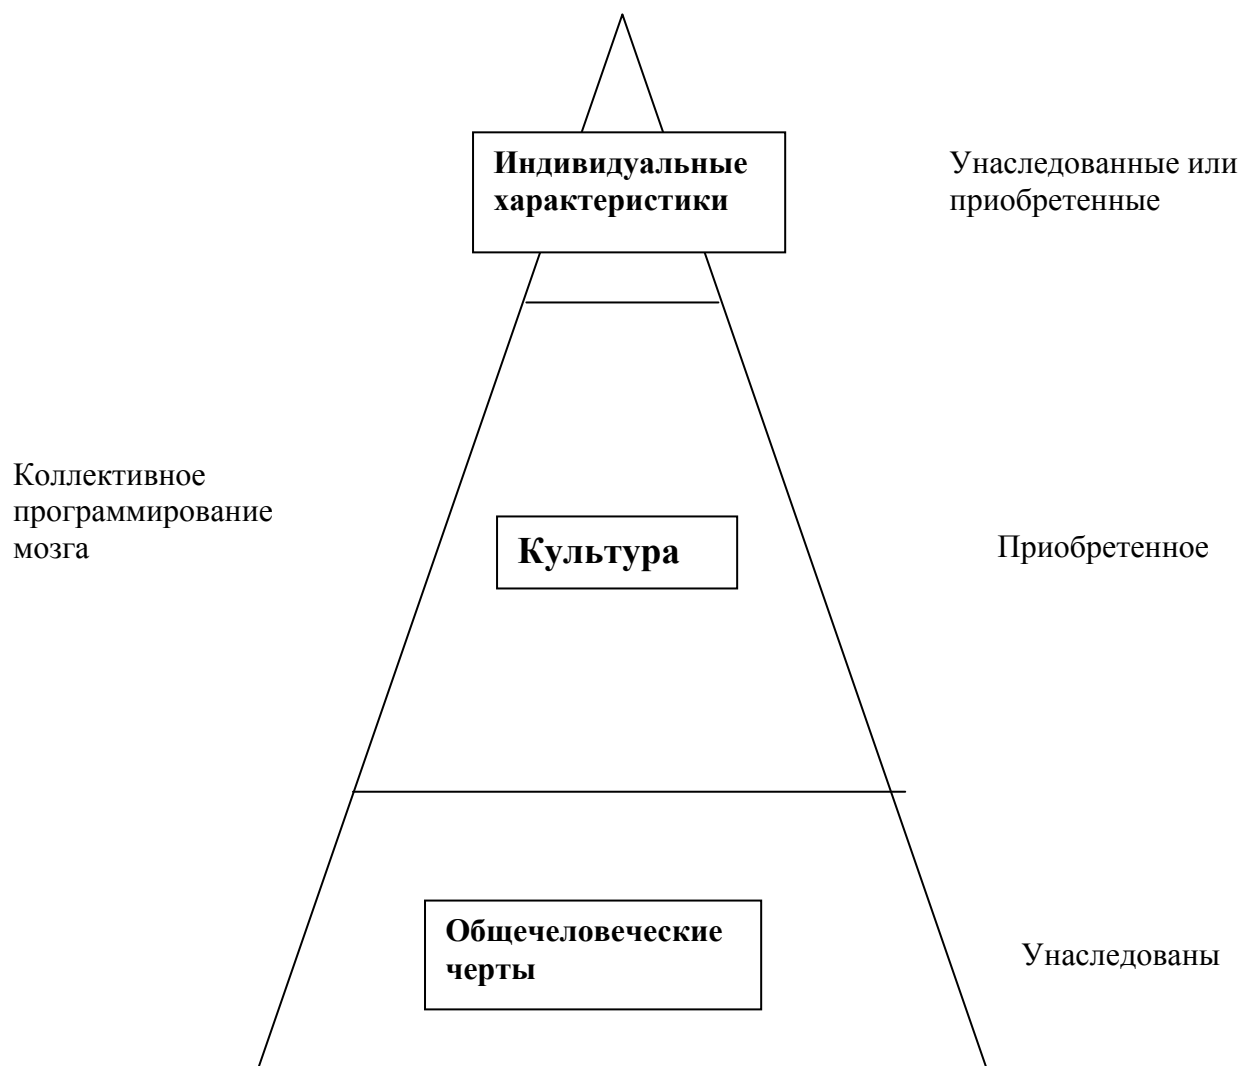 Индивидуальные
характеристики
Унаследованные или
приобретенные
Коллективное
программирование
мозга
Культура
Приобретенное
Общечеловеческие
черты
Унаследованы